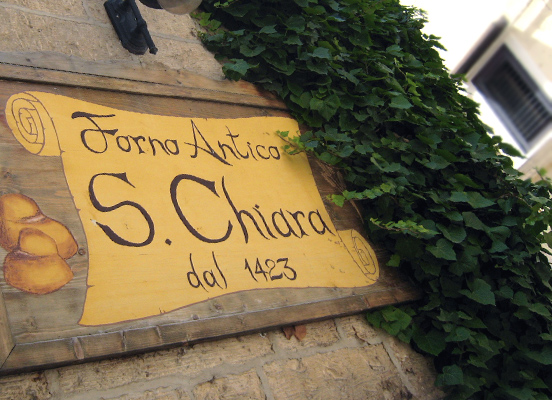 Forno Antico
S. Chiara
dal 1423